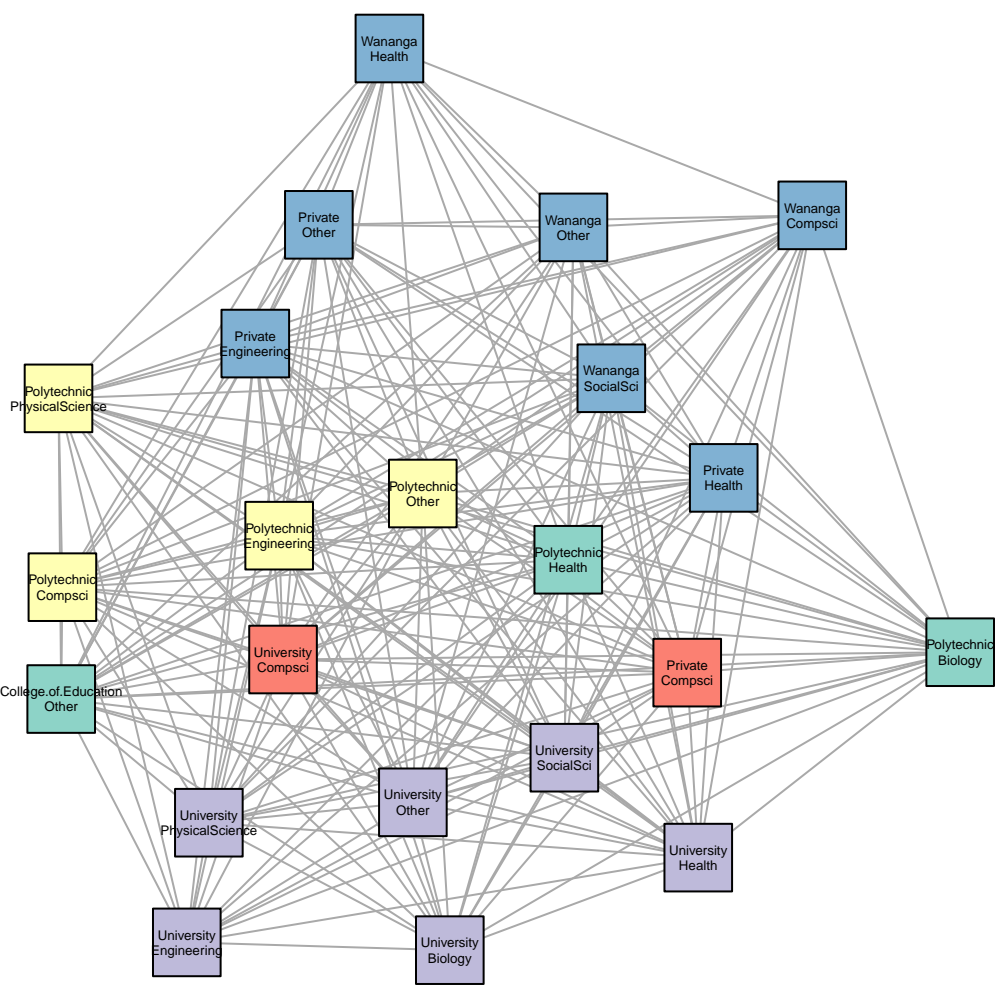 Wananga
Health
Private
Other
Wananga
Other
Wananga
Compsci
Private
Engineering
Wananga
SocialSci
Polytechnic
PhysicalScience
Private
Health
Polytechnic
Other
Polytechnic
Engineering
Polytechnic
Health
Polytechnic
Compsci
University
Compsci
Private
Compsci
Polytechnic
Biology
College.of.Education
Other
University
SocialSci
University
Other
University
PhysicalScience
University
Health
University
Engineering
University
Biology